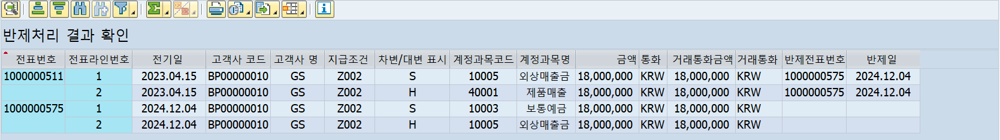 반제처리 결과 확인
전표번호 전표라인번호 전기일 고객사 코드 고객사 명 지급조건 차변/대변 표시 계정과목코드 계정과목명 금액 통화 거래통화금액 거래통화 반제전표번호 반제일
1000000511 1 2023.04.15 BP00000010 GS Z002 S 10005 외상매출금 18,000,000 KRW 18,000,000 KRW 1000000575 2024.12.04
2 2023.04.15 BP00000010 GS Z002 H 40001 제품매출 18,000,000 KRW 18,000,000 KRW 1000000575 2024.12.04
1000000575 1 2024.12.04 BP00000010 GS Z002 S 10003 보통예금 18,000,000 KRW 18,000,000 KRW
2 2024.12.04 BP00000010 GS Z002 H 10005 외상매출금 18,000,000 KRW 18,000,000 KRW